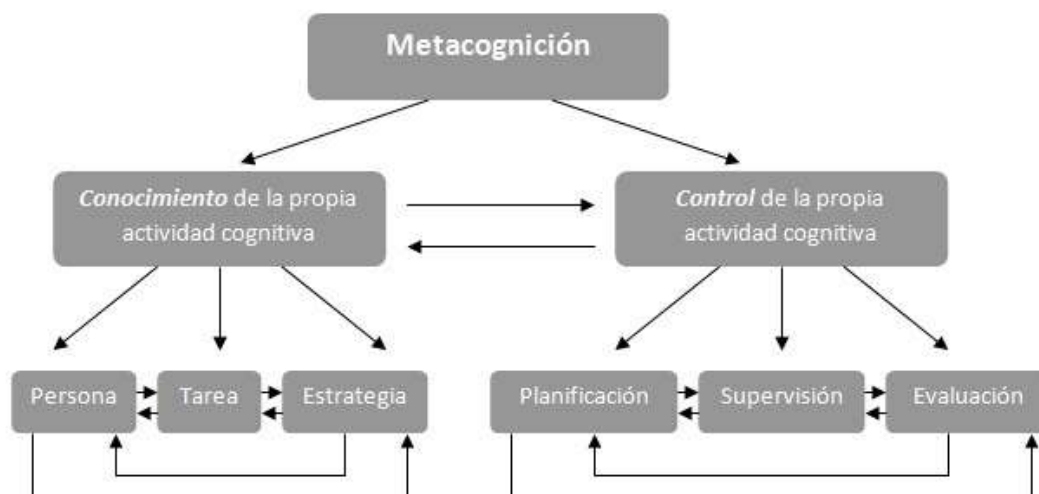 Metacognición
Conocimiento de la propia
actividad cognitiva
Control de la propia
actividad cognitiva
Persona
Tarea
Estrategia
Planificación
Supervisión
Evaluación